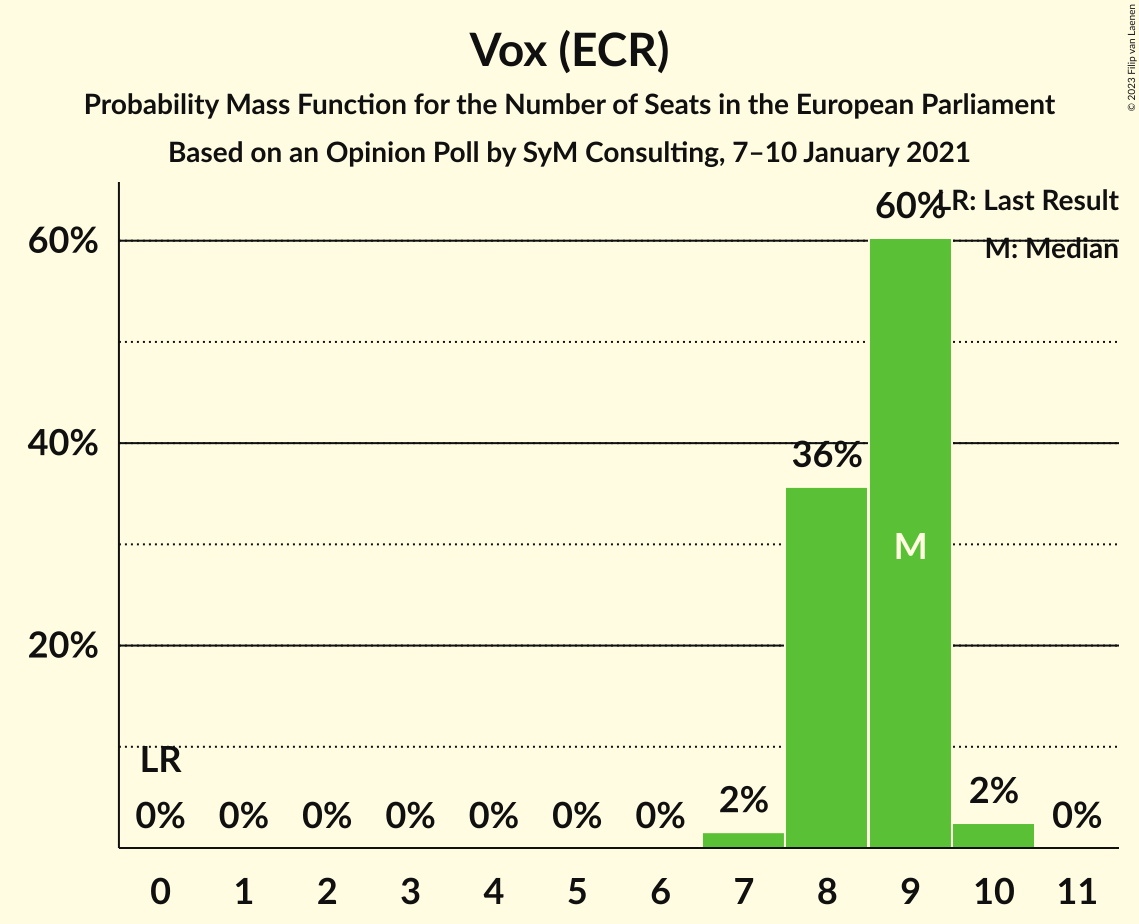 Vox (ECR)
Probability Mass Function for the Number of Seats in the European Parliament
Based on an Opinion Poll by SyM Consulting, 7–10 January 2021
© 2023 Filip van Laenen
LR: Last Result
M: Median
60%
40%
20%
60%
36%
M
LR
0%
0%
0%
0%
0%
0%
0%
2%
2%
0%
0 1 2 3 4 5 6 7 8 9 10 11